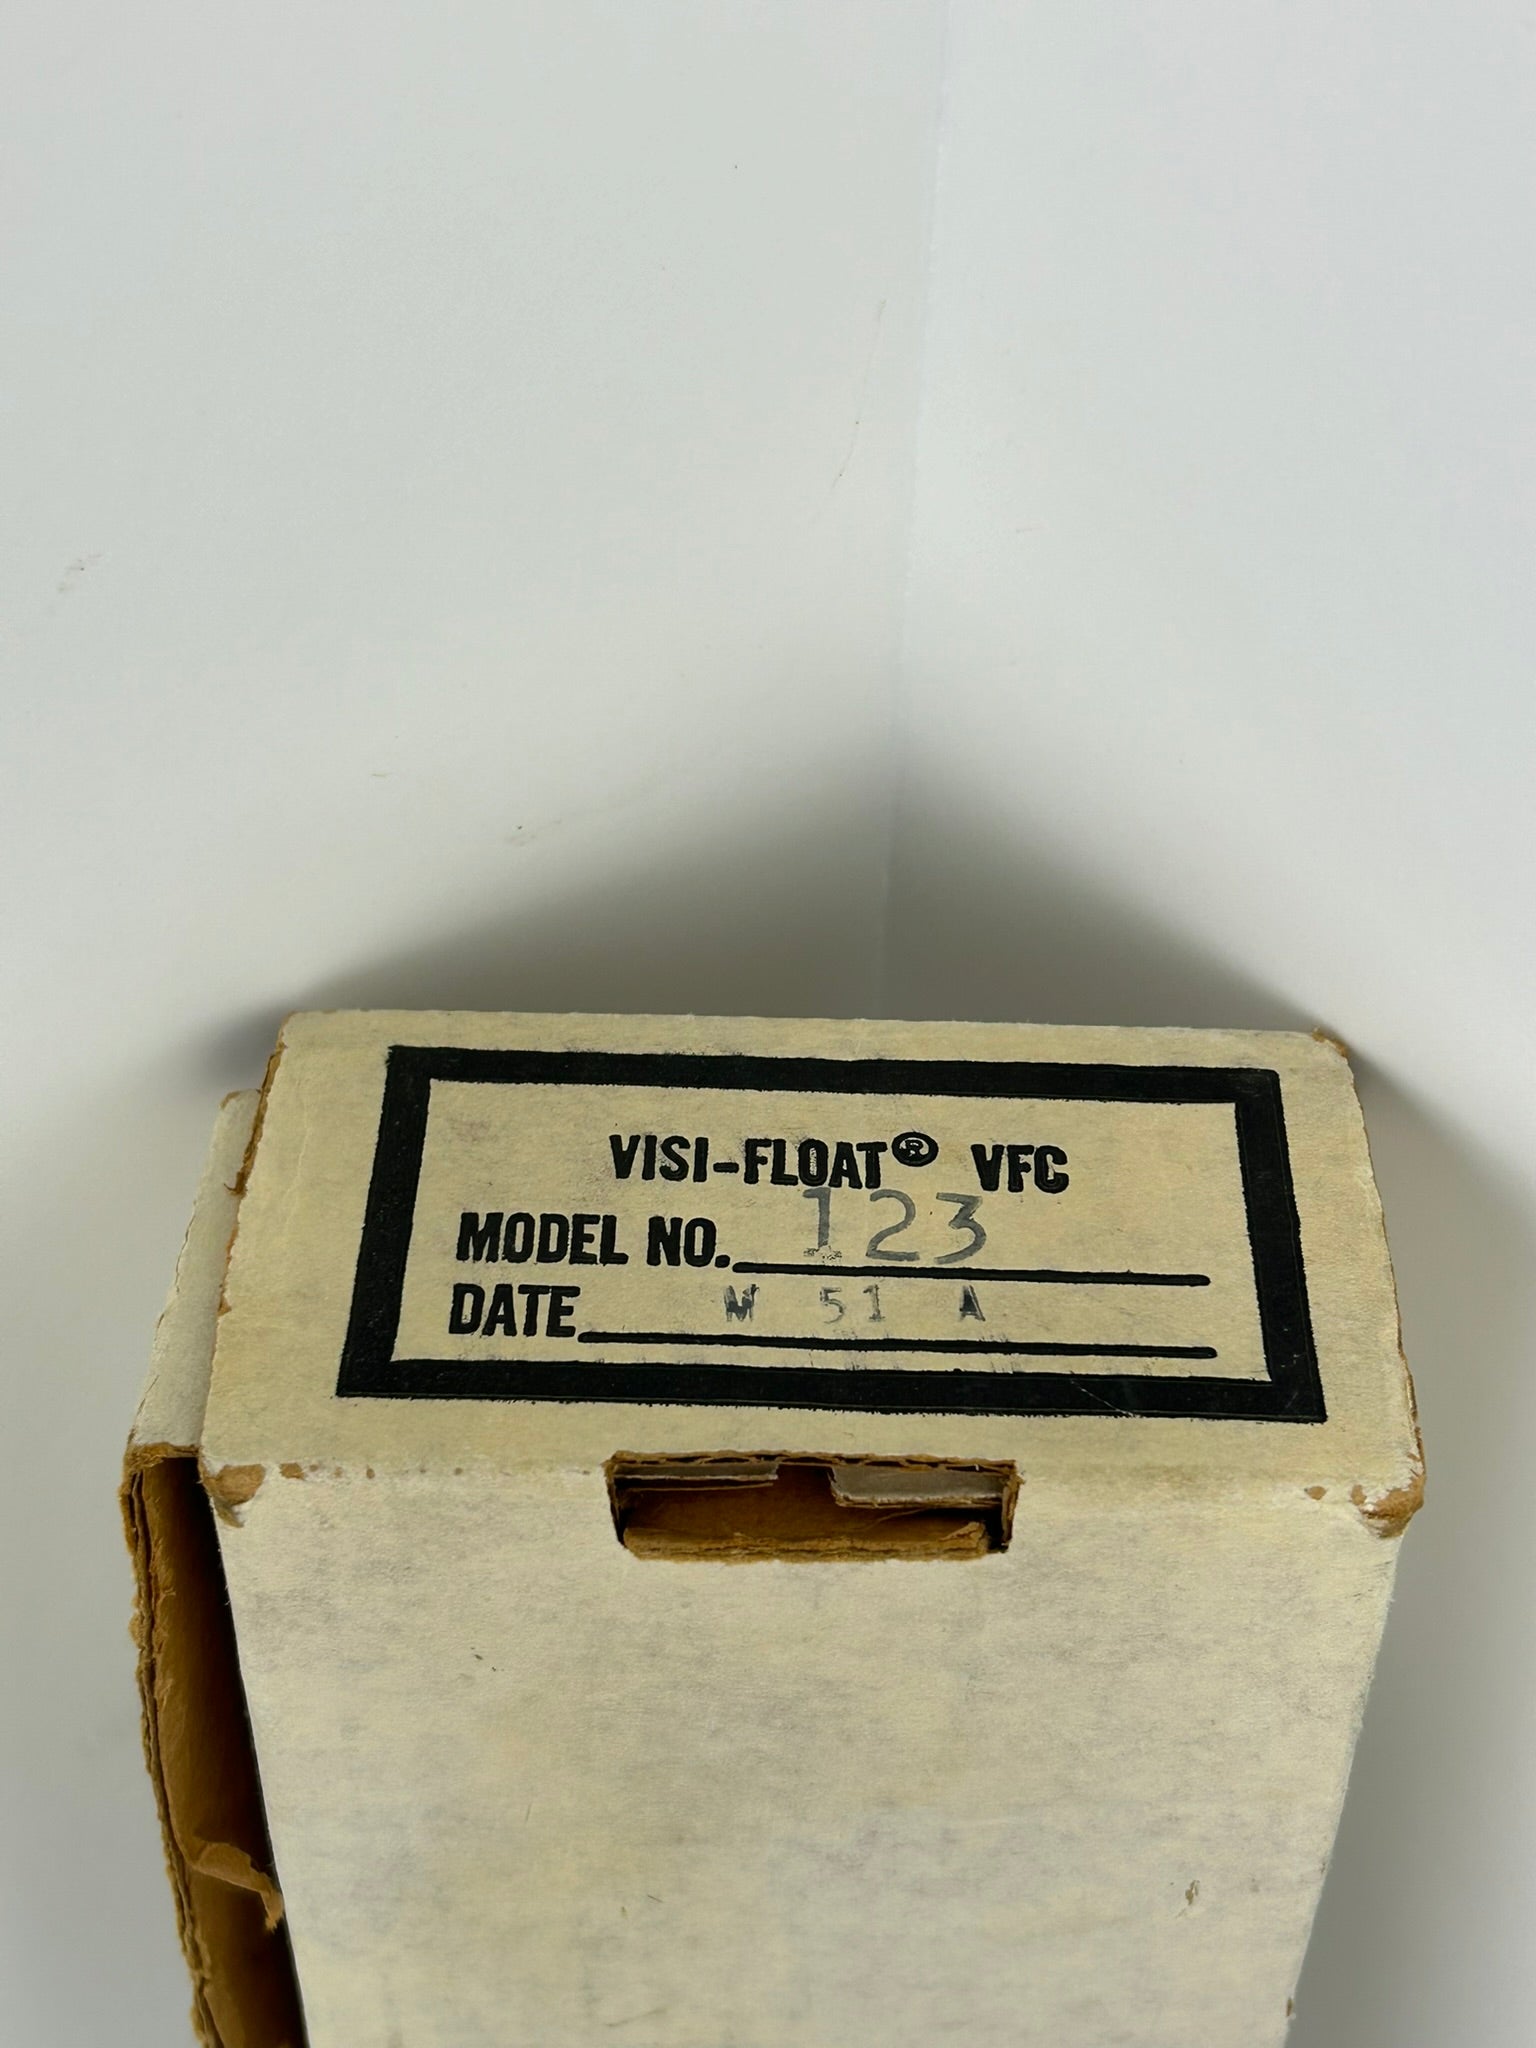 VISI-FLOAT® VFC
MODEL NO. 123
DATE M 51 A